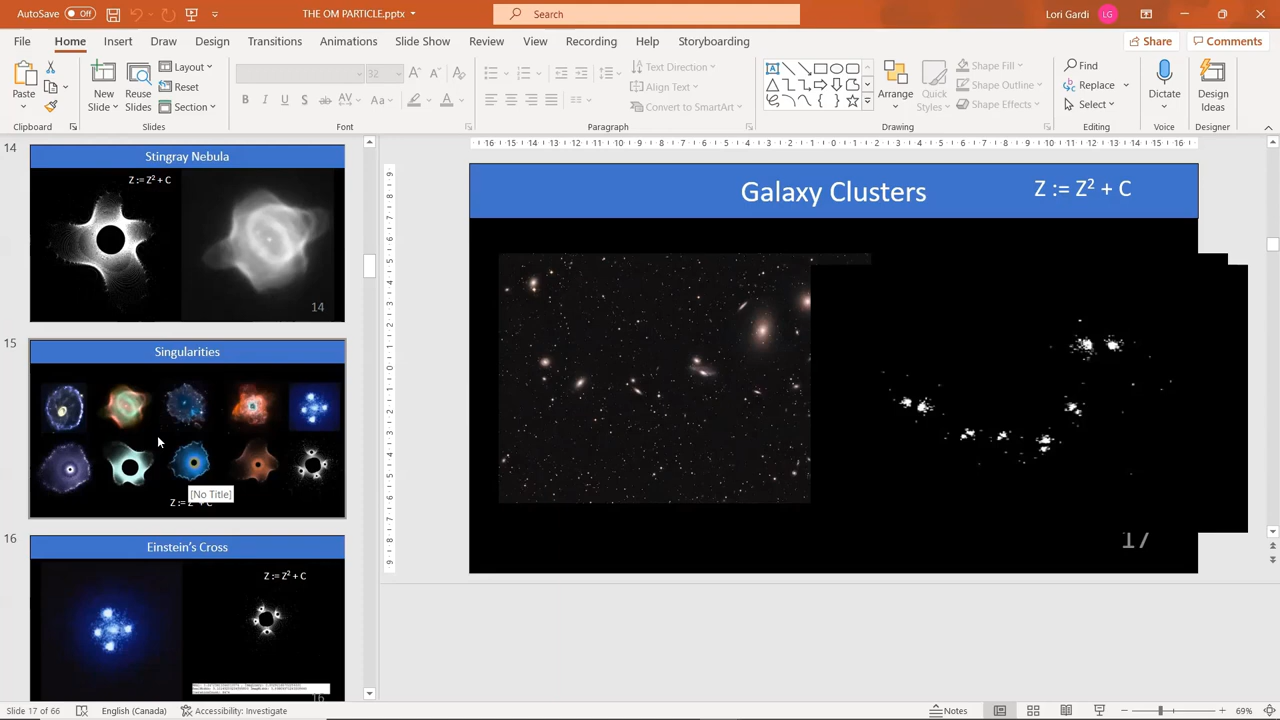 AutoSave Off THE OM PARTICLE.pptx Search Lori Gardi LG
File Home Insert Draw Design Transitions Animations Slide Show Review View Recording Help Storyboarding Share Comments
Paste New Slide Reuse Slides Layout Reset Section 32 Text Direction Align Text Convert to SmartArt Arrange Shape Fill Shape Outline Shape Effects Find Replace Select Dictate Design Ideas
Clipboard Slides Font Paragraph Drawing Editing Voice Designer
14
Stingray Nebula
Z := Z² + C
14
15
Singularities
[No Title]
16
Einstein's Cross
Z := Z² + C
16
Galaxy Clusters Z := Z² + C
17
Slide 17 of 66 English (Canada) Accessibility: Investigate Notes 69%